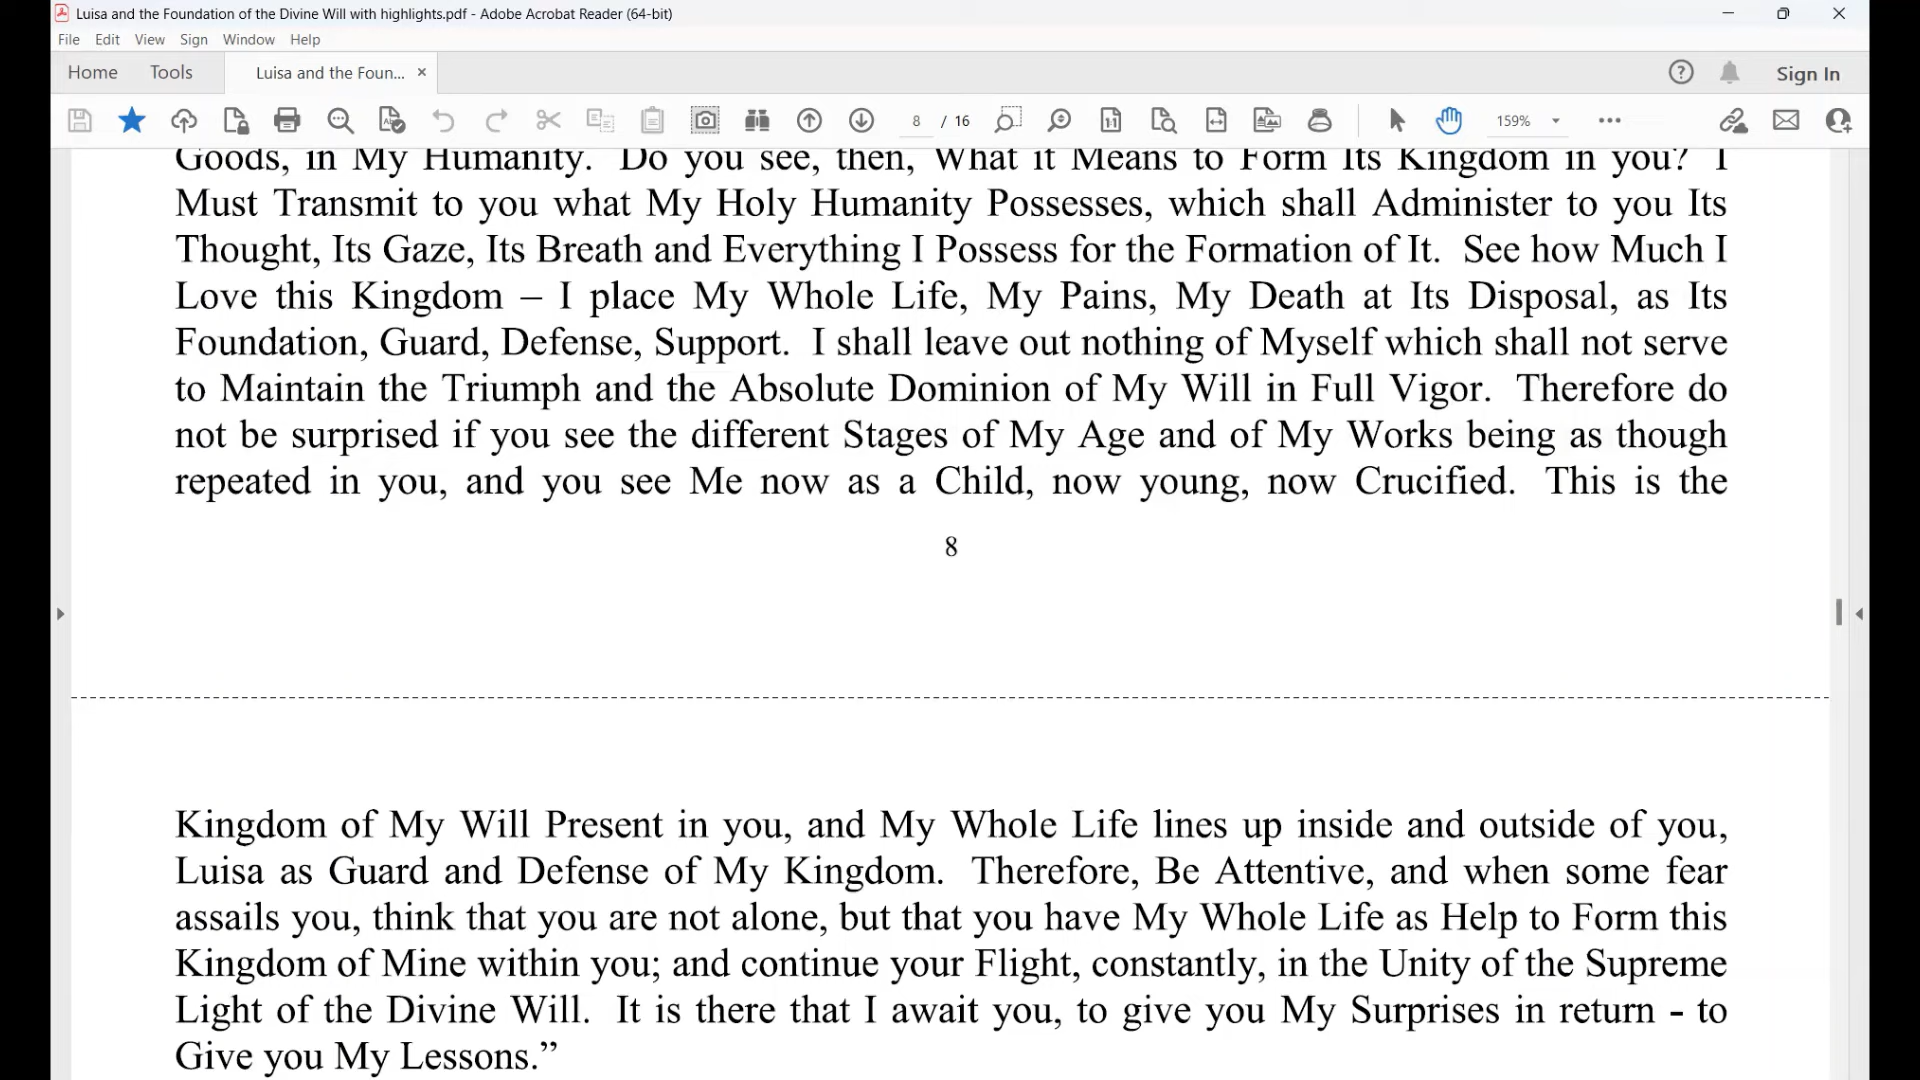 Luisa and the Foundation of the Divine Will with highlights.pdf - Adobe Acrobat Reader (64-bit)
File Edit View Sign Window Help
Home Tools Luisa and the Foun... × Sign In
8 / 16 159%
Goods, in My Humanity. Do you see, then, What it Means to Form Its Kingdom in you? I
Must Transmit to you what My Holy Humanity Possesses, which shall Administer to you Its
Thought, Its Gaze, Its Breath and Everything I Possess for the Formation of It. See how Much I
Love this Kingdom – I place My Whole Life, My Pains, My Death at Its Disposal, as Its
Foundation, Guard, Defense, Support. I shall leave out nothing of Myself which shall not serve
to Maintain the Triumph and the Absolute Dominion of My Will in Full Vigor. Therefore do
not be surprised if you see the different Stages of My Age and of My Works being as though
repeated in you, and you see Me now as a Child, now young, now Crucified. This is the
8
Kingdom of My Will Present in you, and My Whole Life lines up inside and outside of you,
Luisa as Guard and Defense of My Kingdom. Therefore, Be Attentive, and when some fear
assails you, think that you are not alone, but that you have My Whole Life as Help to Form this
Kingdom of Mine within you; and continue your Flight, constantly, in the Unity of the Supreme
Light of the Divine Will. It is there that I await you, to give you My Surprises in return - to
Give you My Lessons.”